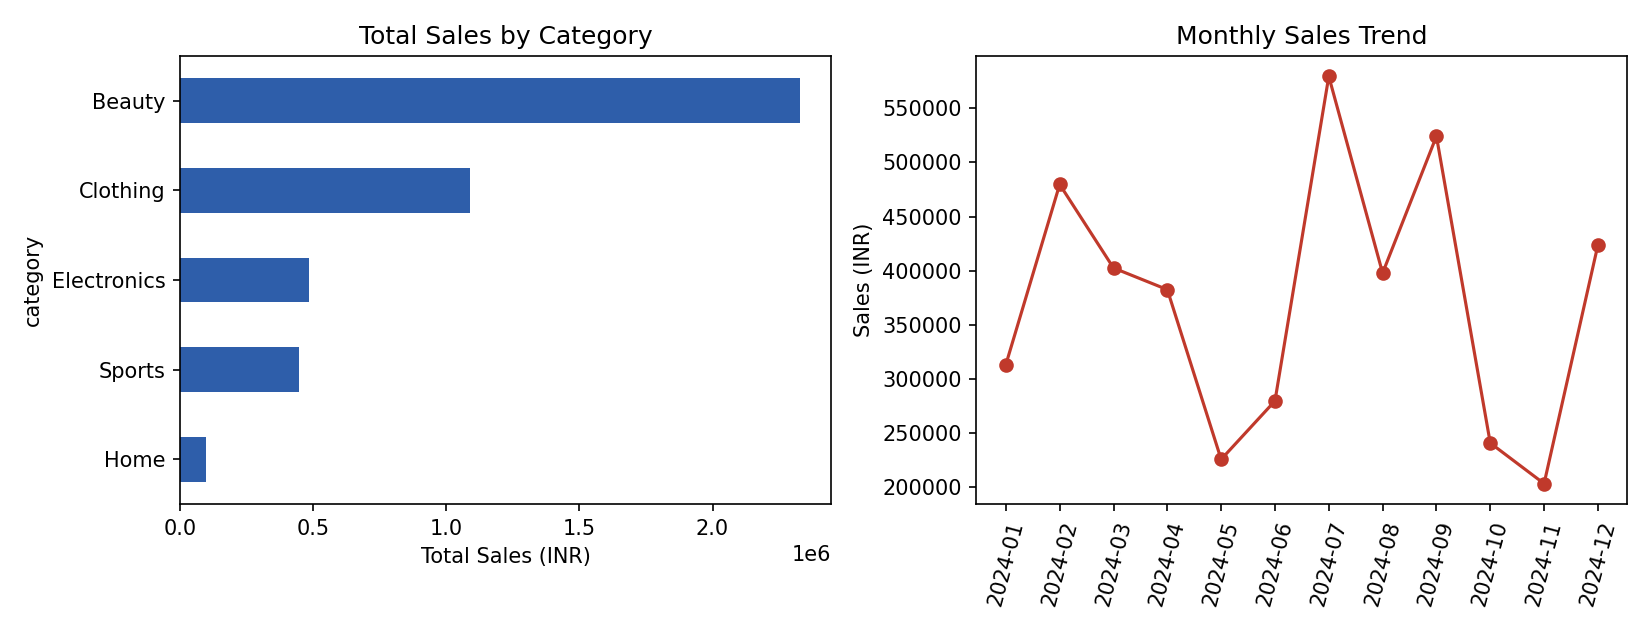 Total Sales by Category
category
Beauty
Clothing
Electronics
Sports
Home
0.0 0.5 1.0 1.5 2.0
1e6
Total Sales (INR)
Monthly Sales Trend
Sales (INR)
550000
500000
450000
400000
350000
300000
250000
200000
2024-01 2024-02 2024-03 2024-04 2024-05 2024-06 2024-07 2024-08 2024-09 2024-10 2024-11 2024-12